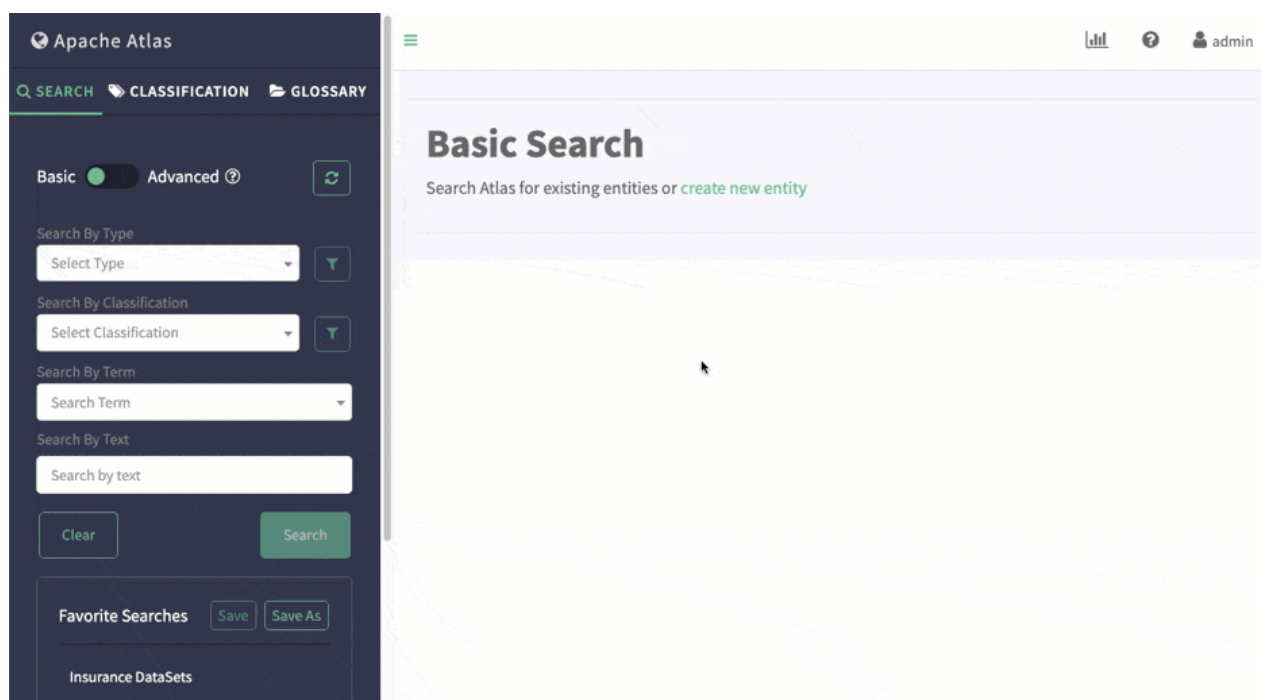 Apache Atlas
admin
SEARCH CLASSIFICATION GLOSSARY
Basic Search
Search Atlas for existing entities or create new entity
Basic Advanced
Search By Type
Select Type
Search By Classification
Select Classification
Search By Term
Search Term
Search By Text
Search by text
Clear Search
Favorite Searches Save Save As
Insurance DataSets